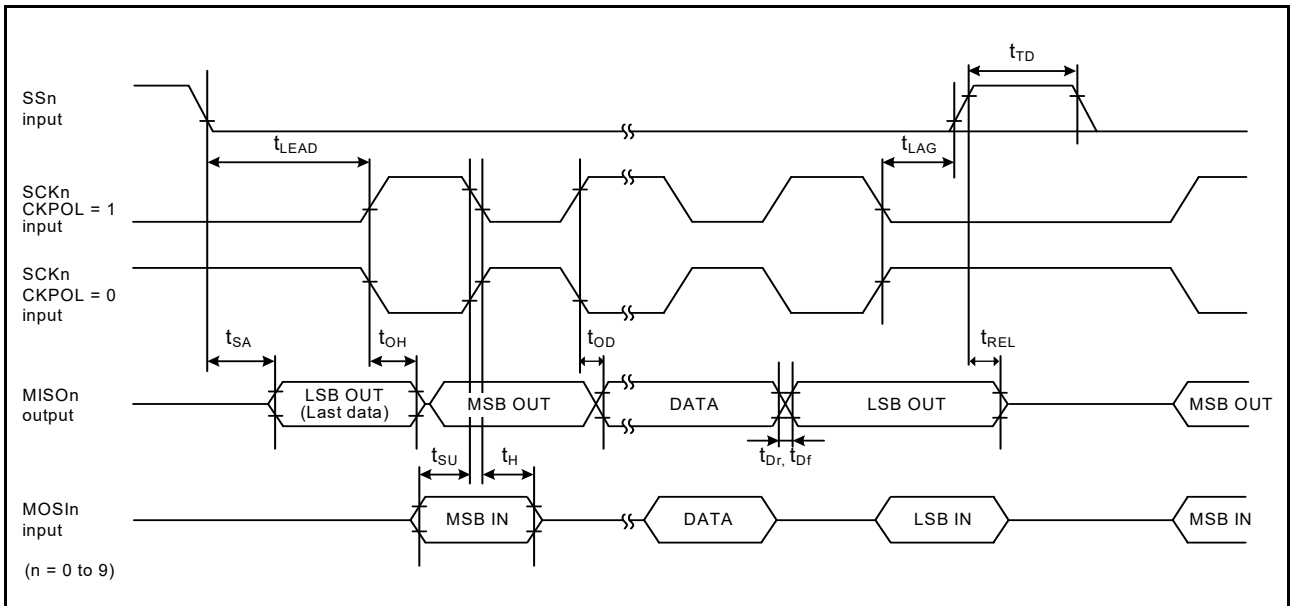 t_TD
SSn
input
t_LEAD
t_LAG
SCKn
CKPOL = 1
input
SCKn
CKPOL = 0
input
t_SA
t_OH
t_OD
t_REL
MISOn
output
LSB OUT
(Last data)
MSB OUT
DATA
LSB OUT
MSB OUT
t_SU
t_H
t_Dr, t_Df
MOSIn
input
MSB IN
DATA
LSB IN
MSB IN
(n = 0 to 9)